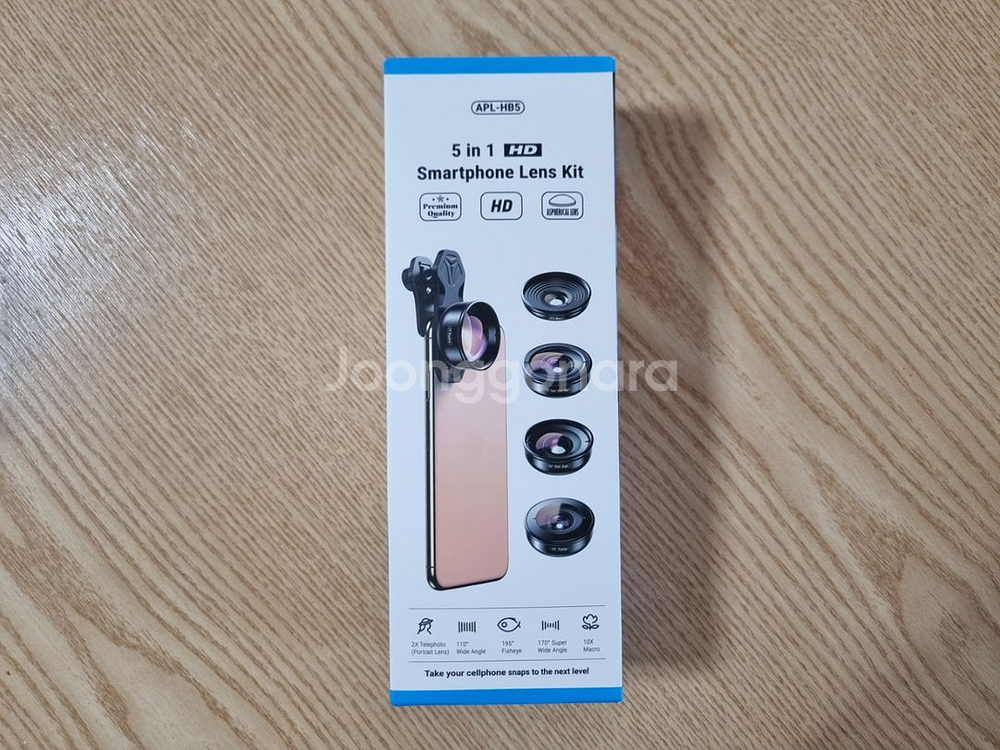 APL-HB5
5 in 1 HD
Smartphone Lens Kit
Premium
Quality
HD
ASPHERICAL LENS
Joonggonara
2X Telephoto
(Portrait Lens)
110°
Wide Angle
195°
Fisheye
170° Super
Wide Angle
10X
Macro
Take your cellphone snaps to the next level